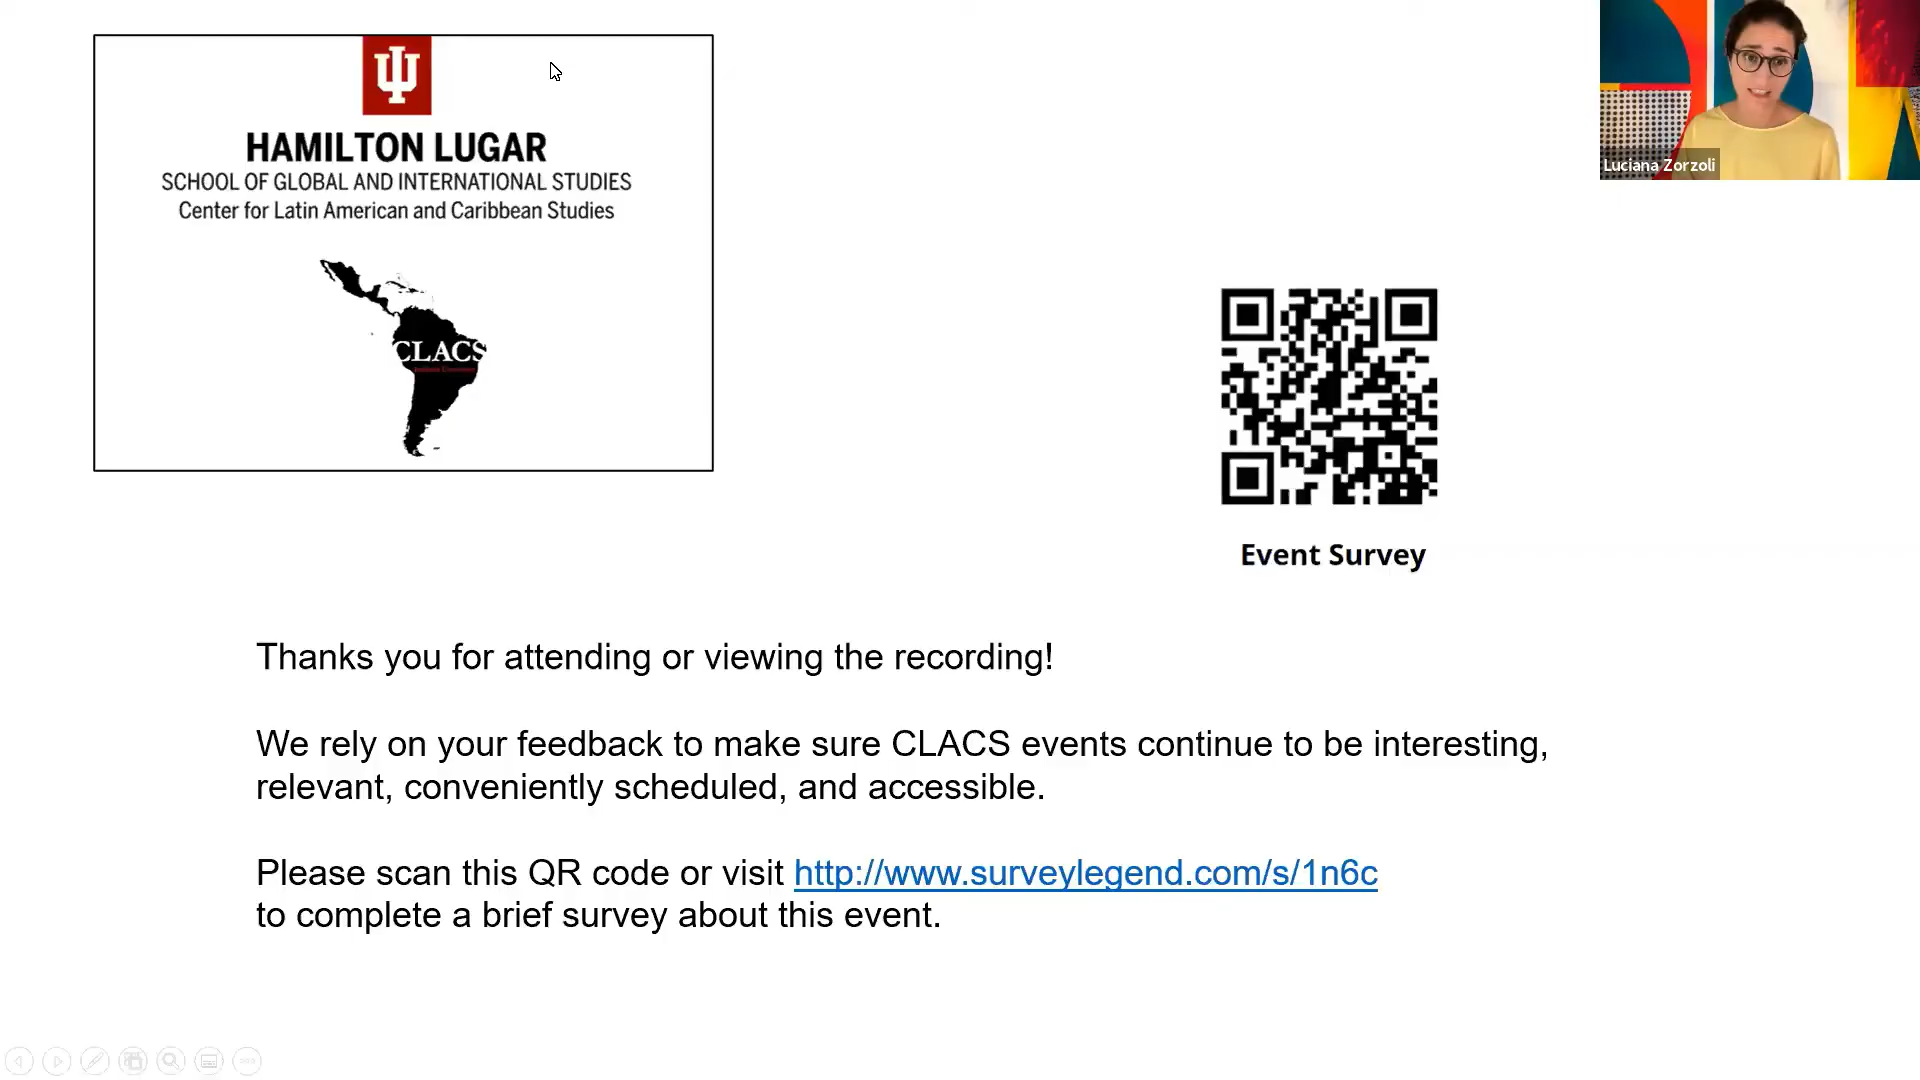 HAMILTON LUGAR
SCHOOL OF GLOBAL AND INTERNATIONAL STUDIES
Center for Latin American and Caribbean Studies
CLACS
Luciana Zorzoli
Event Survey
Thanks you for attending or viewing the recording!
We rely on your feedback to make sure CLACS events continue to be interesting,
relevant, conveniently scheduled, and accessible.
Please scan this QR code or visit http://www.surveylegend.com/s/1n6c
to complete a brief survey about this event.